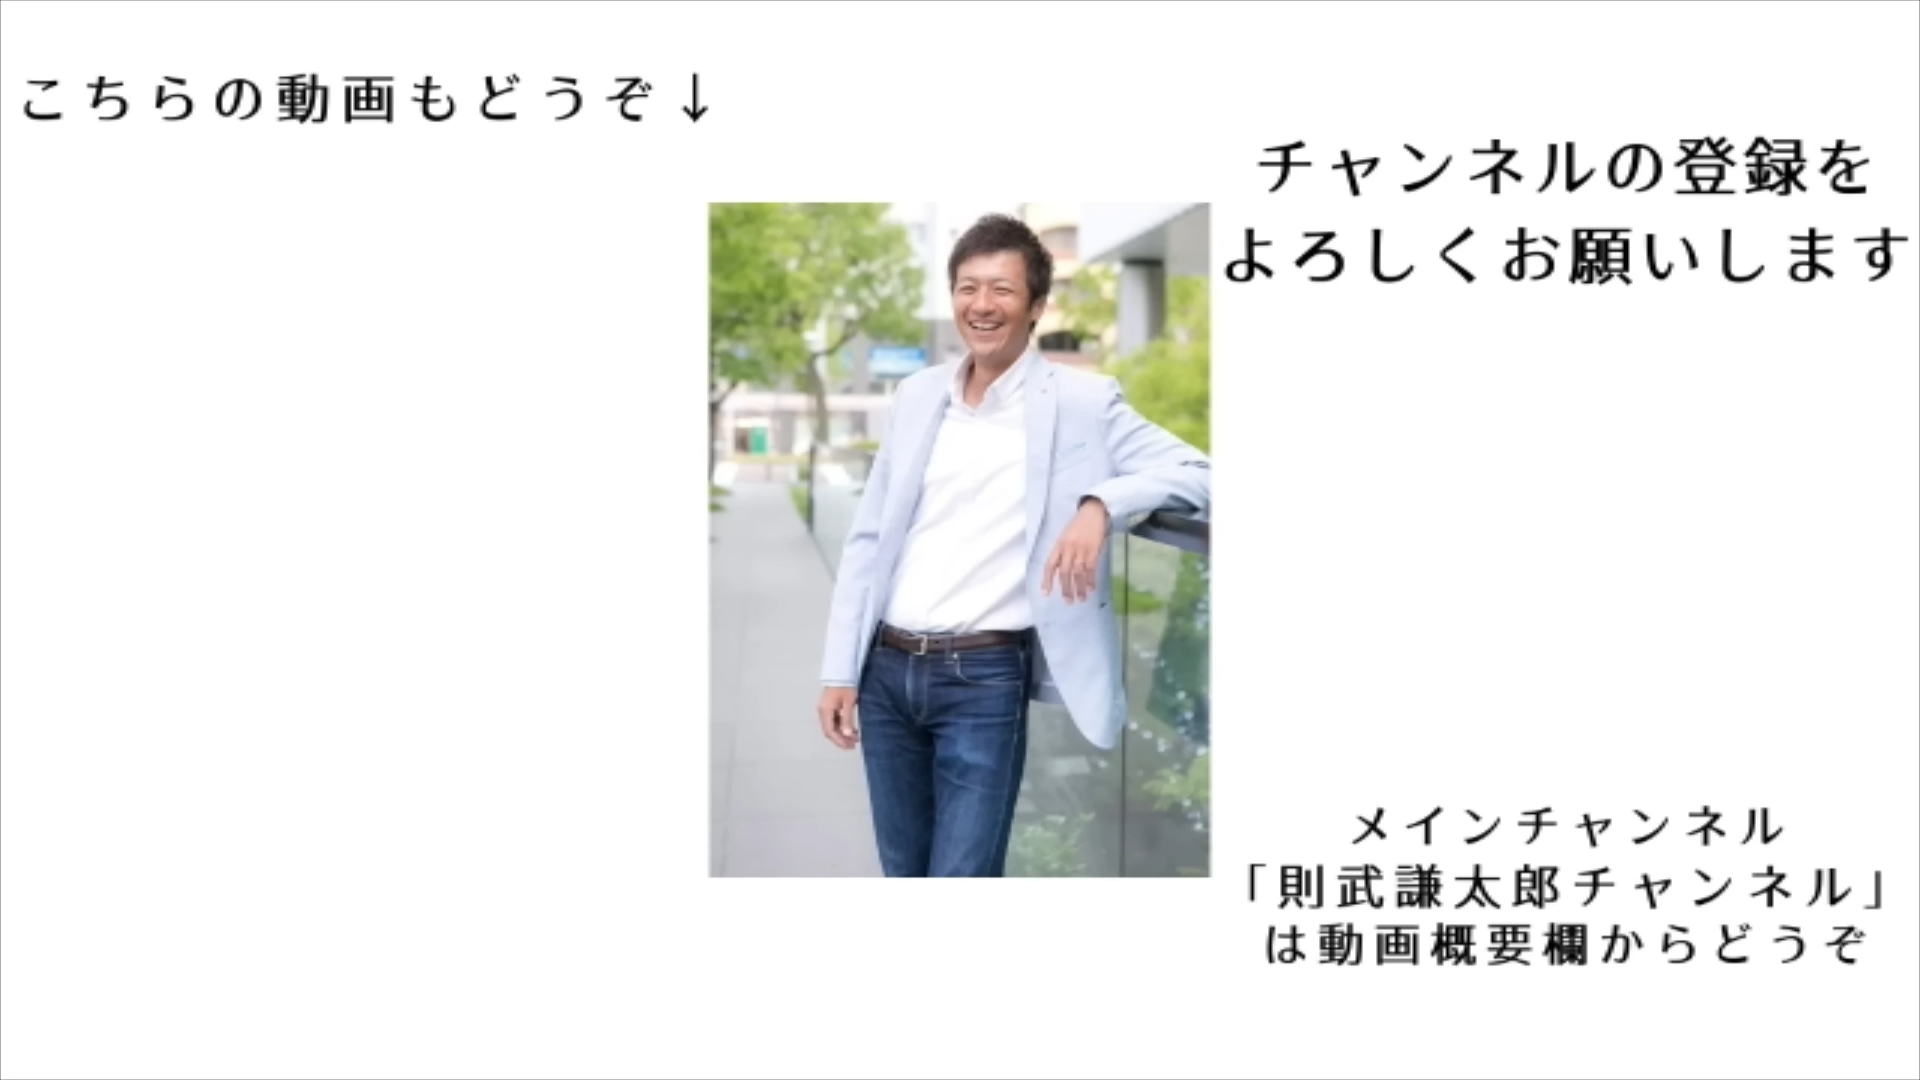 こちらの動画もどうぞ↓
チャンネルの登録を
よろしくお願いします
メインチャンネル
「則武謙太郎チャンネル」
は動画概要欄からどうぞ